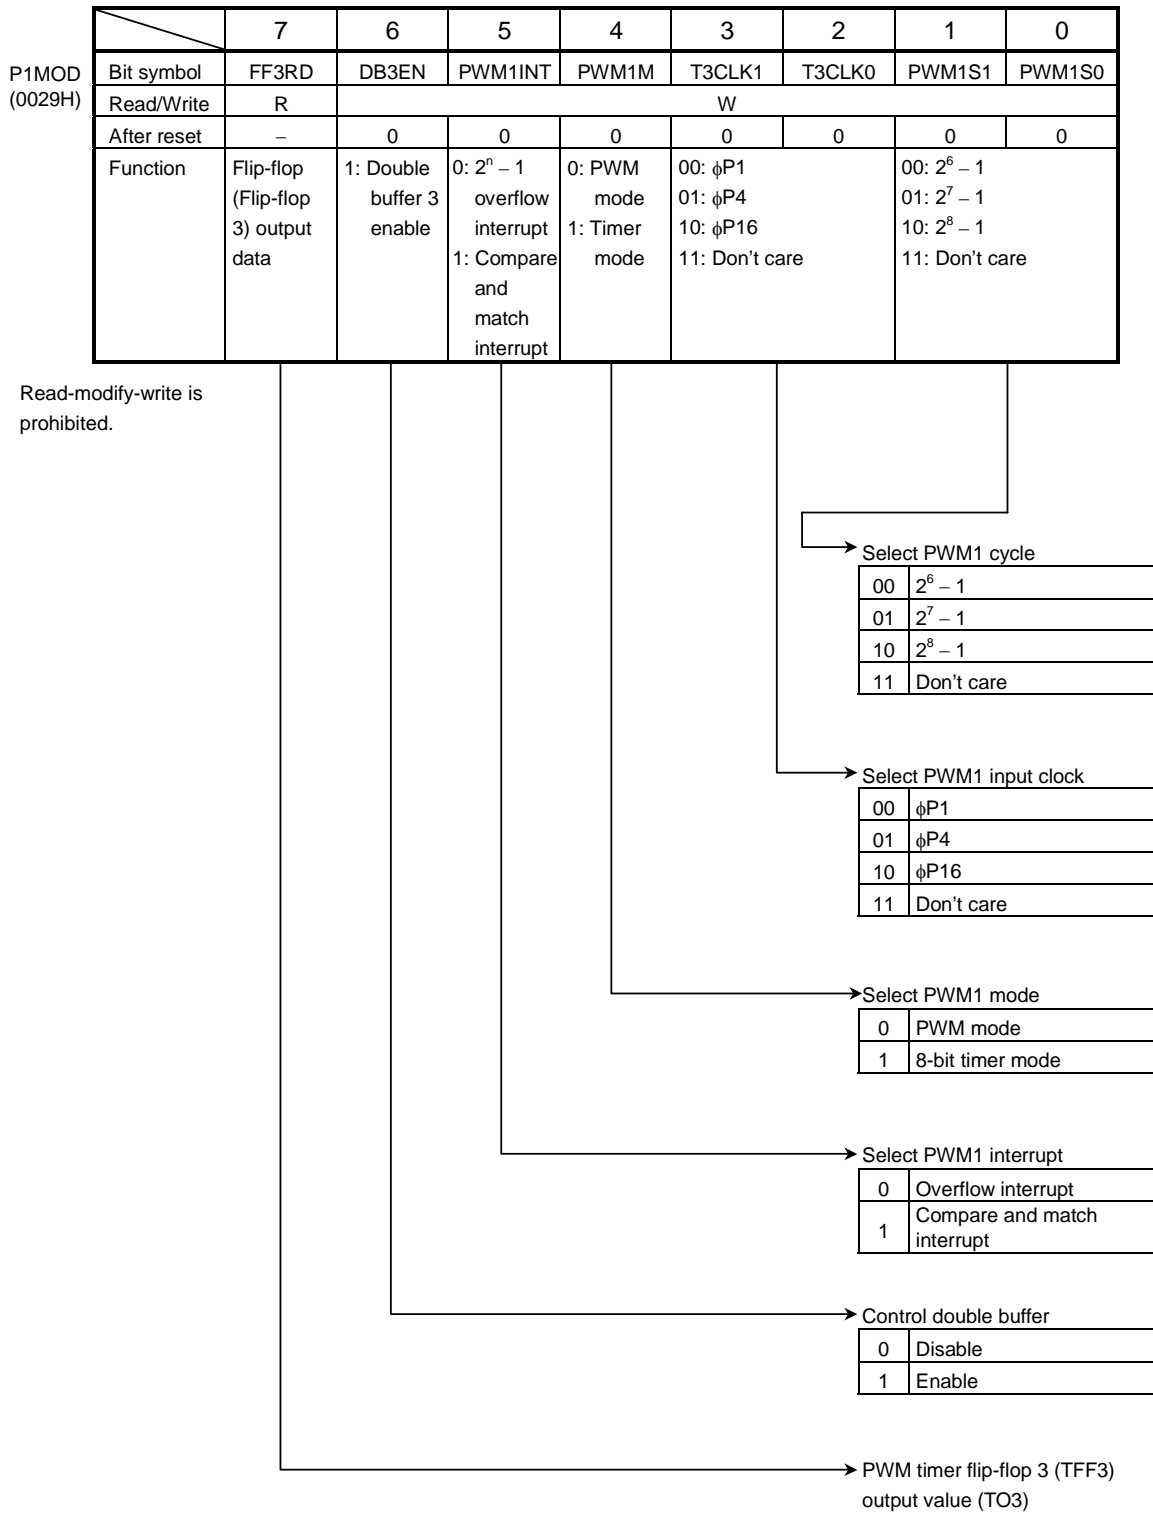 7 6 5 4 3 2 1 0
P1MOD
(0029H)
Bit symbol FF3RD DB3EN PWM1INT PWM1M T3CLK1 T3CLK0 PWM1S1 PWM1S0
Read/Write R W
After reset – 0 0 0 0 0 0 0
Function Flip-flop 1: Double 0: 2ⁿ – 1 0: PWM 00: ϕP1 00: 2⁶ – 1
(Flip-flop buffer 3 overflow mode 01: ϕP4 01: 2⁷ – 1
3) output enable interrupt 1: Timer 10: ϕP16 10: 2⁸ – 1
data 1: Compare mode 11: Don't care 11: Don't care
and
match
interrupt
Read-modify-write is
prohibited.
Select PWM1 cycle
00 2⁶ – 1
01 2⁷ – 1
10 2⁸ – 1
11 Don't care
Select PWM1 input clock
00 ϕP1
01 ϕP4
10 ϕP16
11 Don't care
Select PWM1 mode
0 PWM mode
1 8-bit timer mode
Select PWM1 interrupt
0 Overflow interrupt
1 Compare and match
interrupt
Control double buffer
0 Disable
1 Enable
PWM timer flip-flop 3 (TFF3)
output value (TO3)